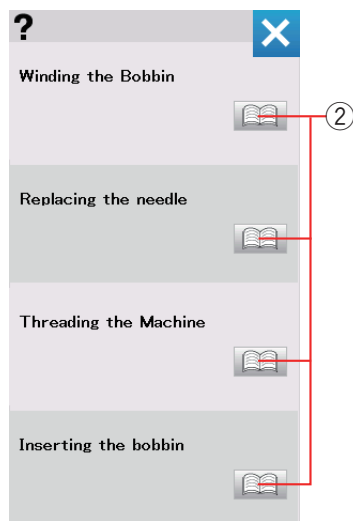 ?
Winding the Bobbin
②
Replacing the needle
Threading the Machine
Inserting the bobbin